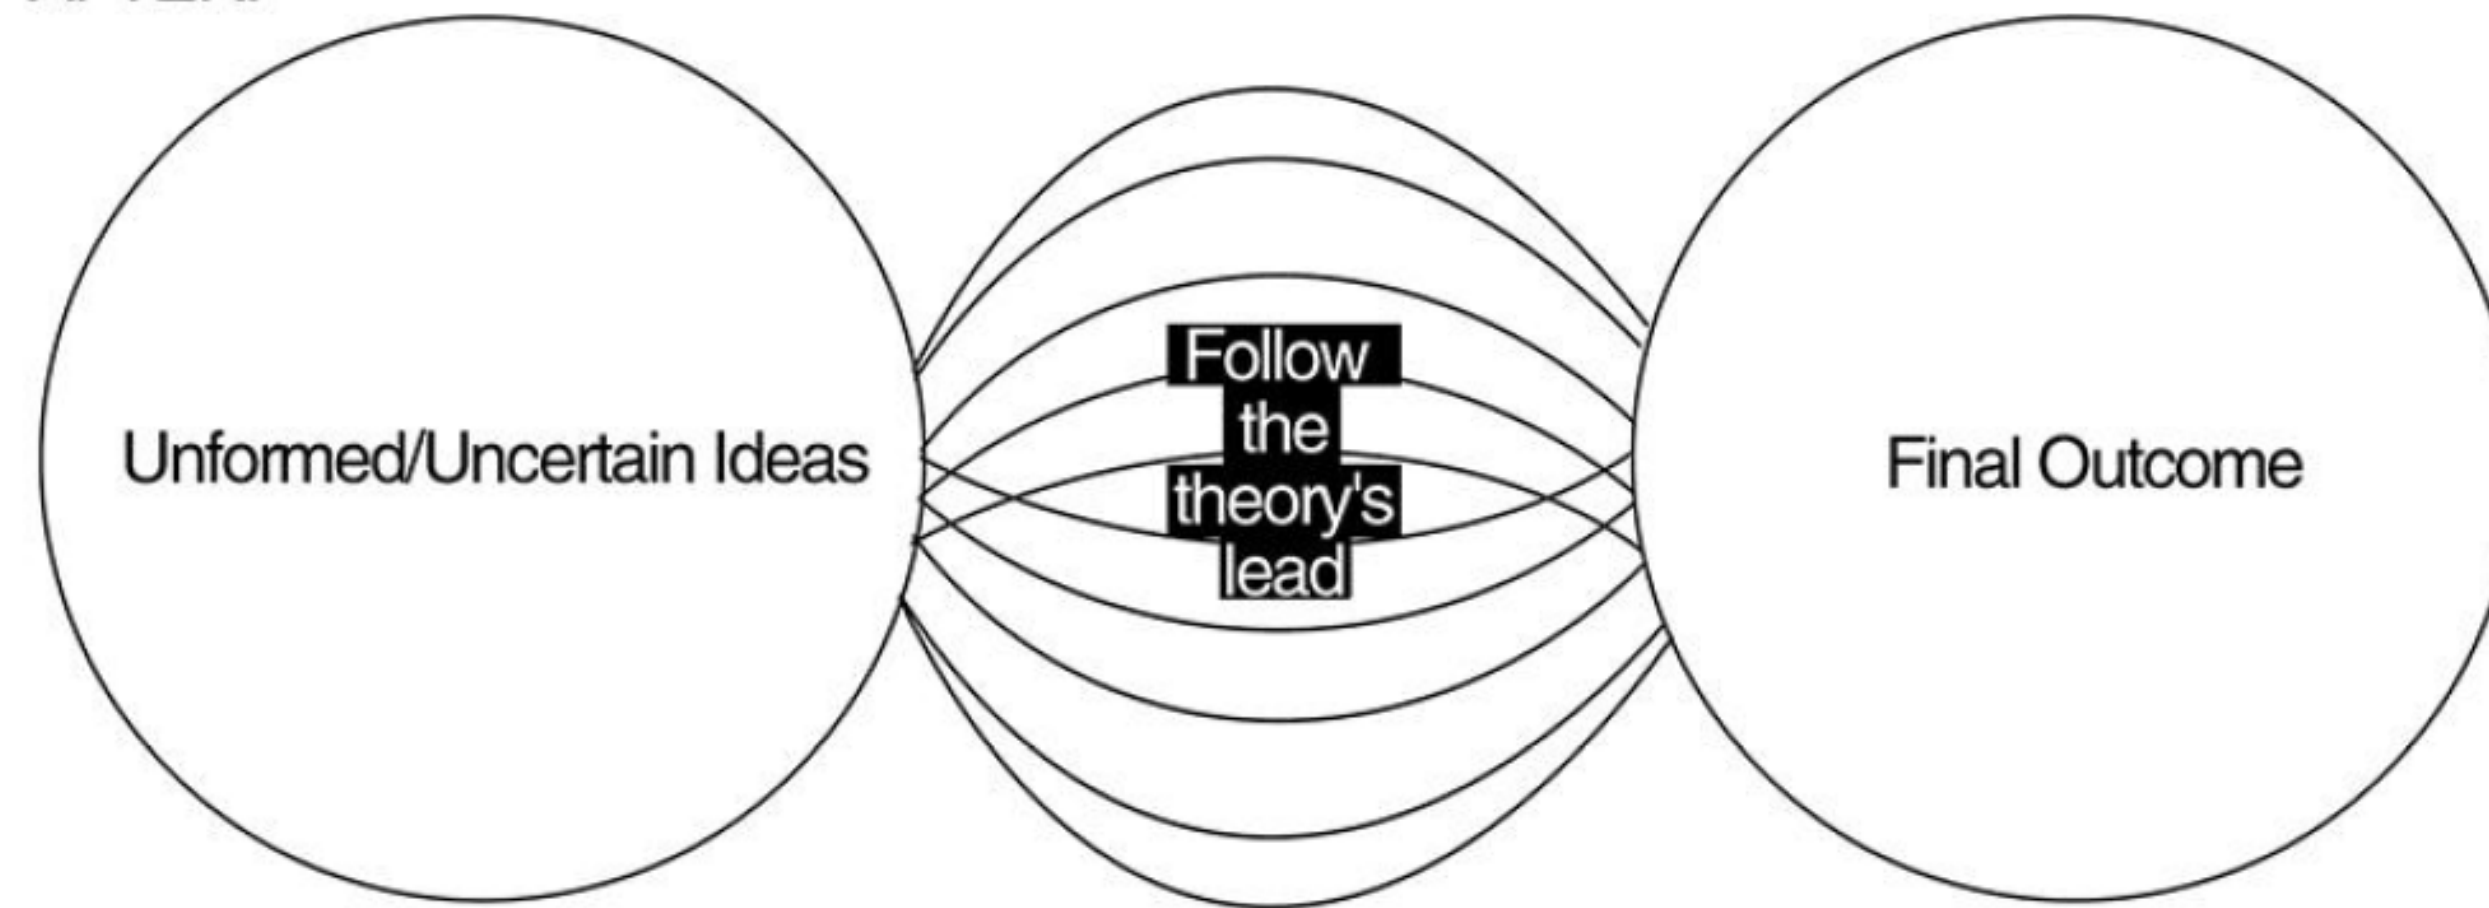 Unformed/Uncertain Ideas
Follow
the
theory's
lead
Final Outcome